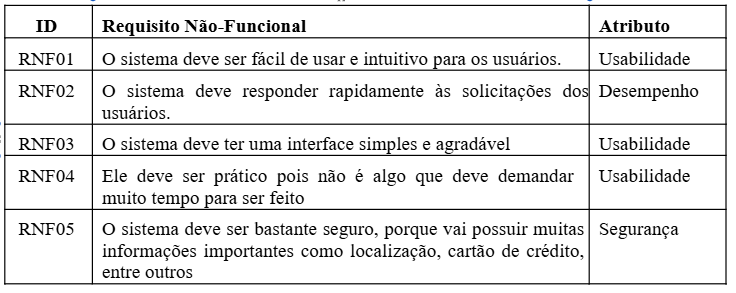 ID Requisito Não-Funcional Atributo
RNF01 O sistema deve ser fácil de usar e intuitivo para os usuários. Usabilidade
RNF02 O sistema deve responder rapidamente às solicitações dos Desempenho
usuários.
RNF03 O sistema deve ter uma interface simples e agradável Usabilidade
RNF04 Ele deve ser prático pois não é algo que deve demandar Usabilidade
muito tempo para ser feito
RNF05 O sistema deve ser bastante seguro, porque vai possuir muitas Segurança
informações importantes como localização, cartão de crédito,
entre outros